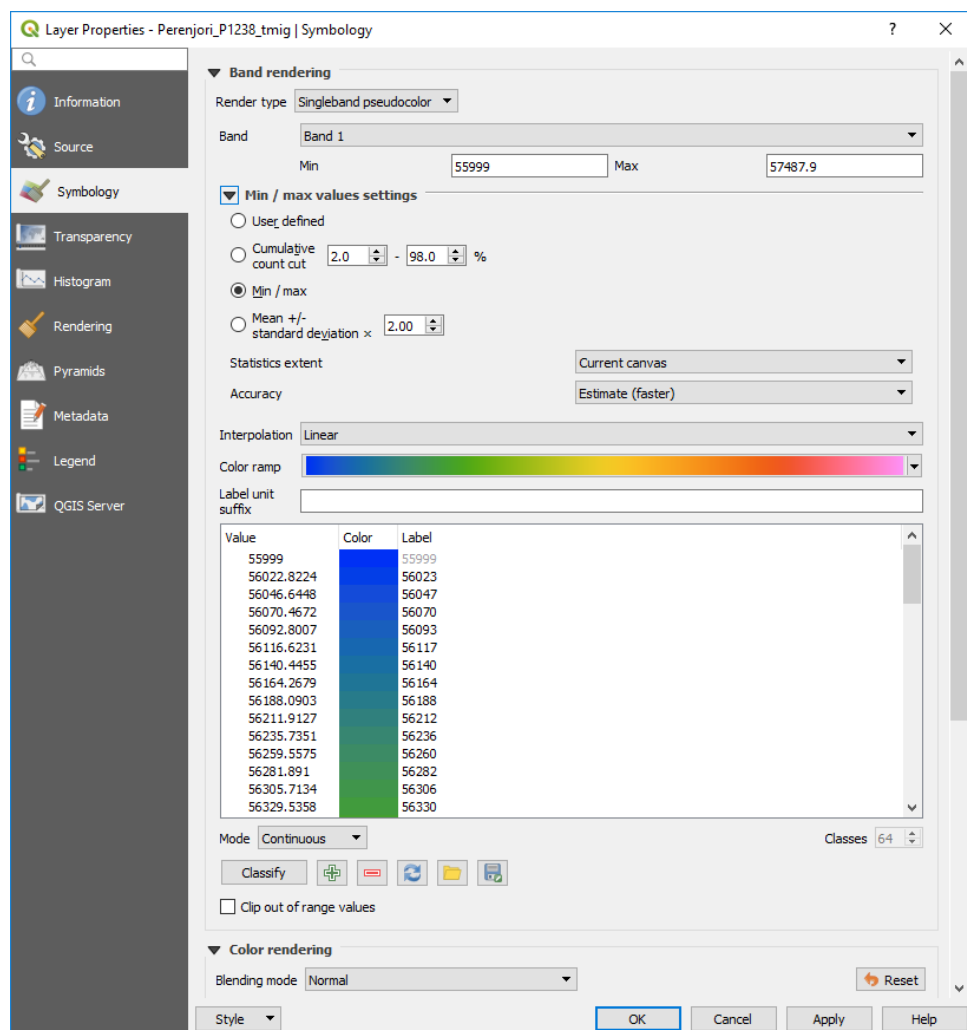 Layer Properties - Perenjori_P1238_tmig | Symbology
?
Information
Source
Symbology
Transparency
Histogram
Rendering
Pyramids
Metadata
Legend
QGIS Server
Band rendering
Render type Singleband pseudocolor
Band Band 1
Min 55999 Max 57487.9
Min / max values settings
User defined
Cumulative
count cut 2.0 - 98.0 %
Min / max
Mean +/-
standard deviation × 2.00
Statistics extent Current canvas
Accuracy Estimate (faster)
Interpolation Linear
Color ramp
Label unit
suffix
Value Color Label
55999 55999
56022.8224 56023
56046.6448 56047
56070.4672 56070
56092.8007 56093
56116.6231 56117
56140.4455 56140
56164.2679 56164
56188.0903 56188
56211.9127 56212
56235.7351 56236
56259.5575 56260
56281.891 56282
56305.7134 56306
56329.5358 56330
Mode Continuous Classes 64
Classify
Clip out of range values
Color rendering
Blending mode Normal Reset
Style OK Cancel Apply Help